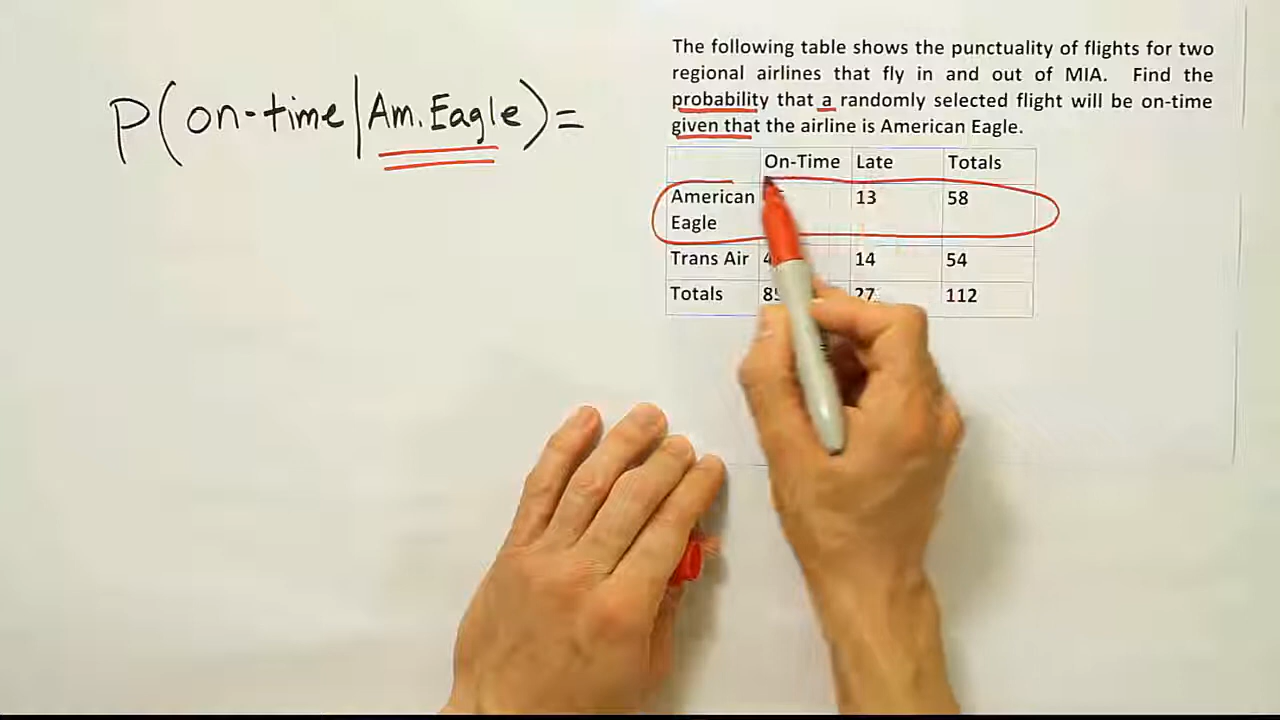 P(on-time|Am.Eagle)=
The following table shows the punctuality of flights for two
regional airlines that fly in and out of MIA. Find the
probability that a randomly selected flight will be on-time
given that the airline is American Eagle.
On-Time Late Totals
American 13 58
Eagle
Trans Air 14 54
Totals 27 112